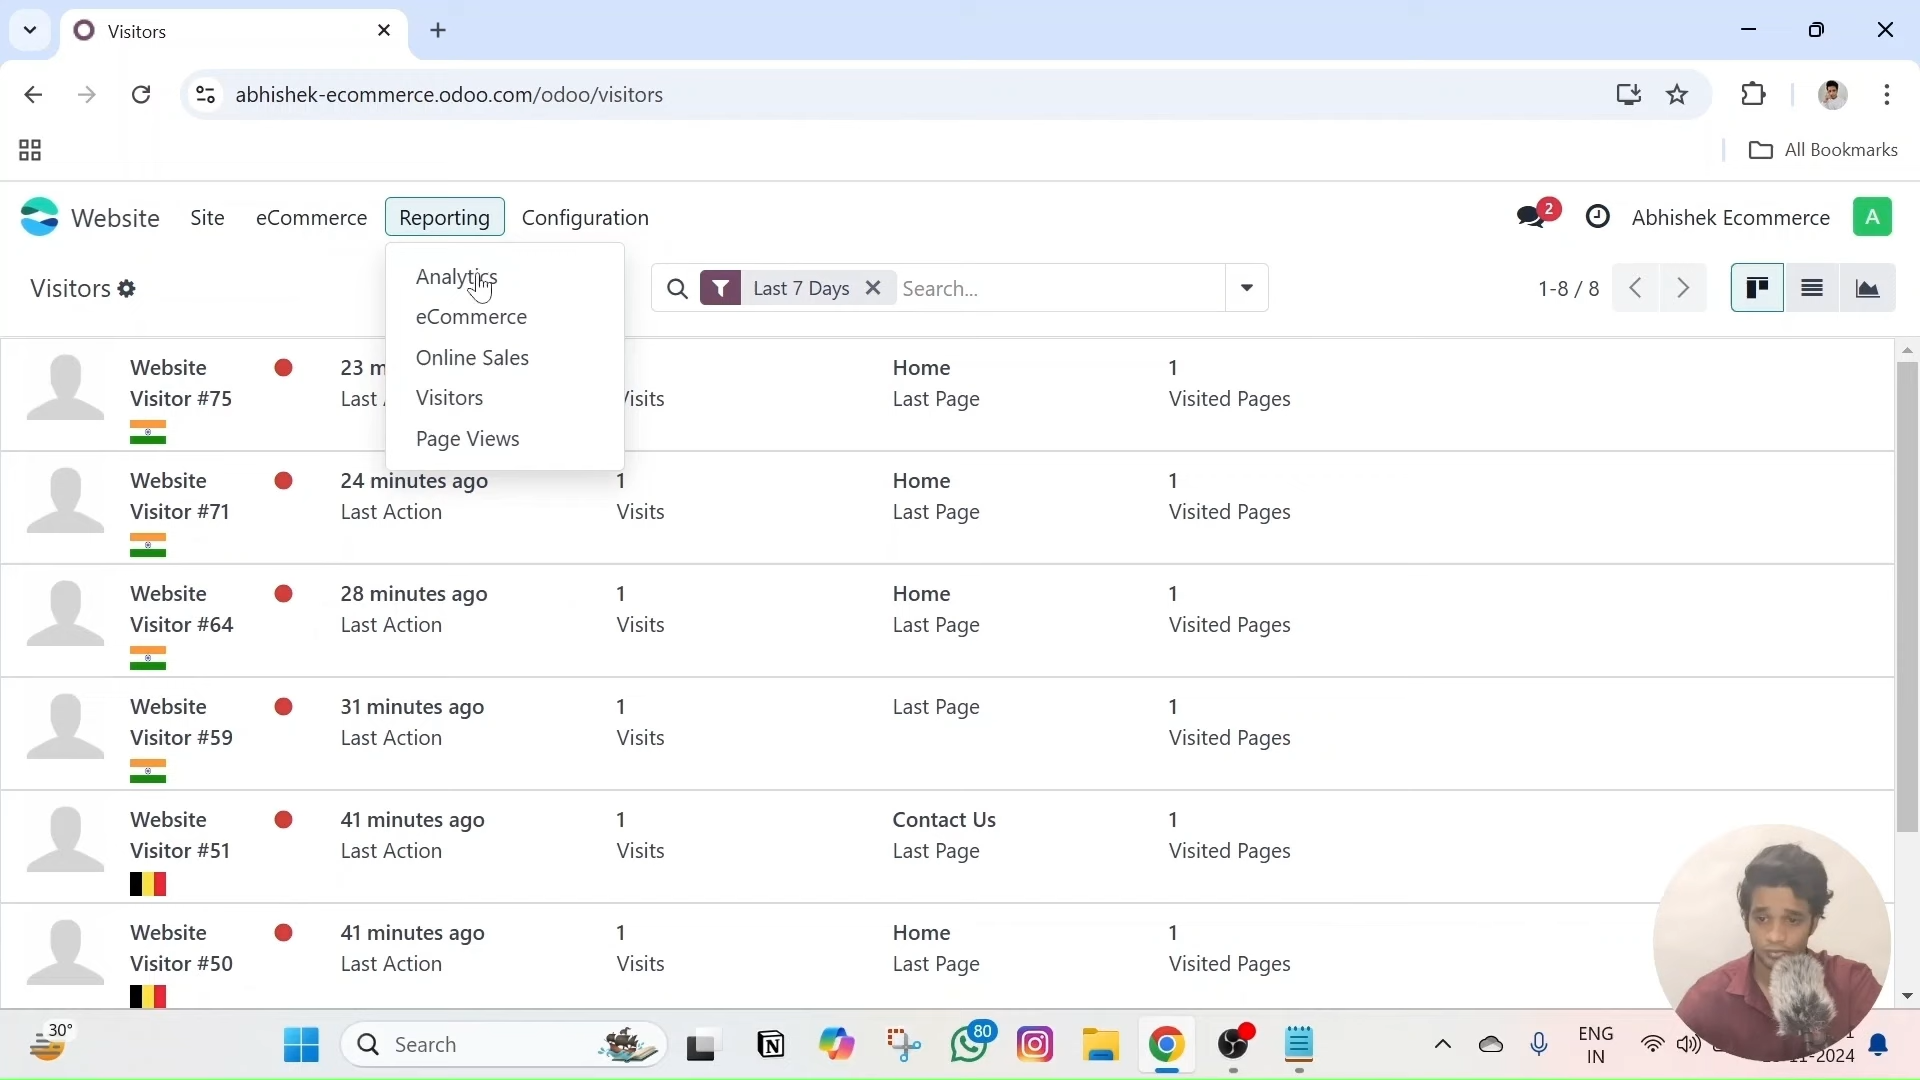 Visitors
abhishek-ecommerce.odoo.com/odoo/visitors
All Bookmarks
Website Site eCommerce Reporting Configuration 2 Abhishek Ecommerce A
Visitors Last 7 Days Search... 1-8 / 8
Analytics
eCommerce
Online Sales
Visitors
Page Views
Website 23 m Home 1
Visitor #75 Last Visits Last Page Visited Pages
Website 24 minutes ago 1 Home 1
Visitor #71 Last Action Visits Last Page Visited Pages
Website 28 minutes ago 1 Home 1
Visitor #64 Last Action Visits Last Page Visited Pages
Website 31 minutes ago 1 Last Page 1
Visitor #59 Last Action Visits Visited Pages
Website 41 minutes ago 1 Contact Us 1
Visitor #51 Last Action Visits Last Page Visited Pages
Website 41 minutes ago 1 Home 1
Visitor #50 Last Action Visits Last Page Visited Pages
30° Search 80 ENG
IN 11-2024